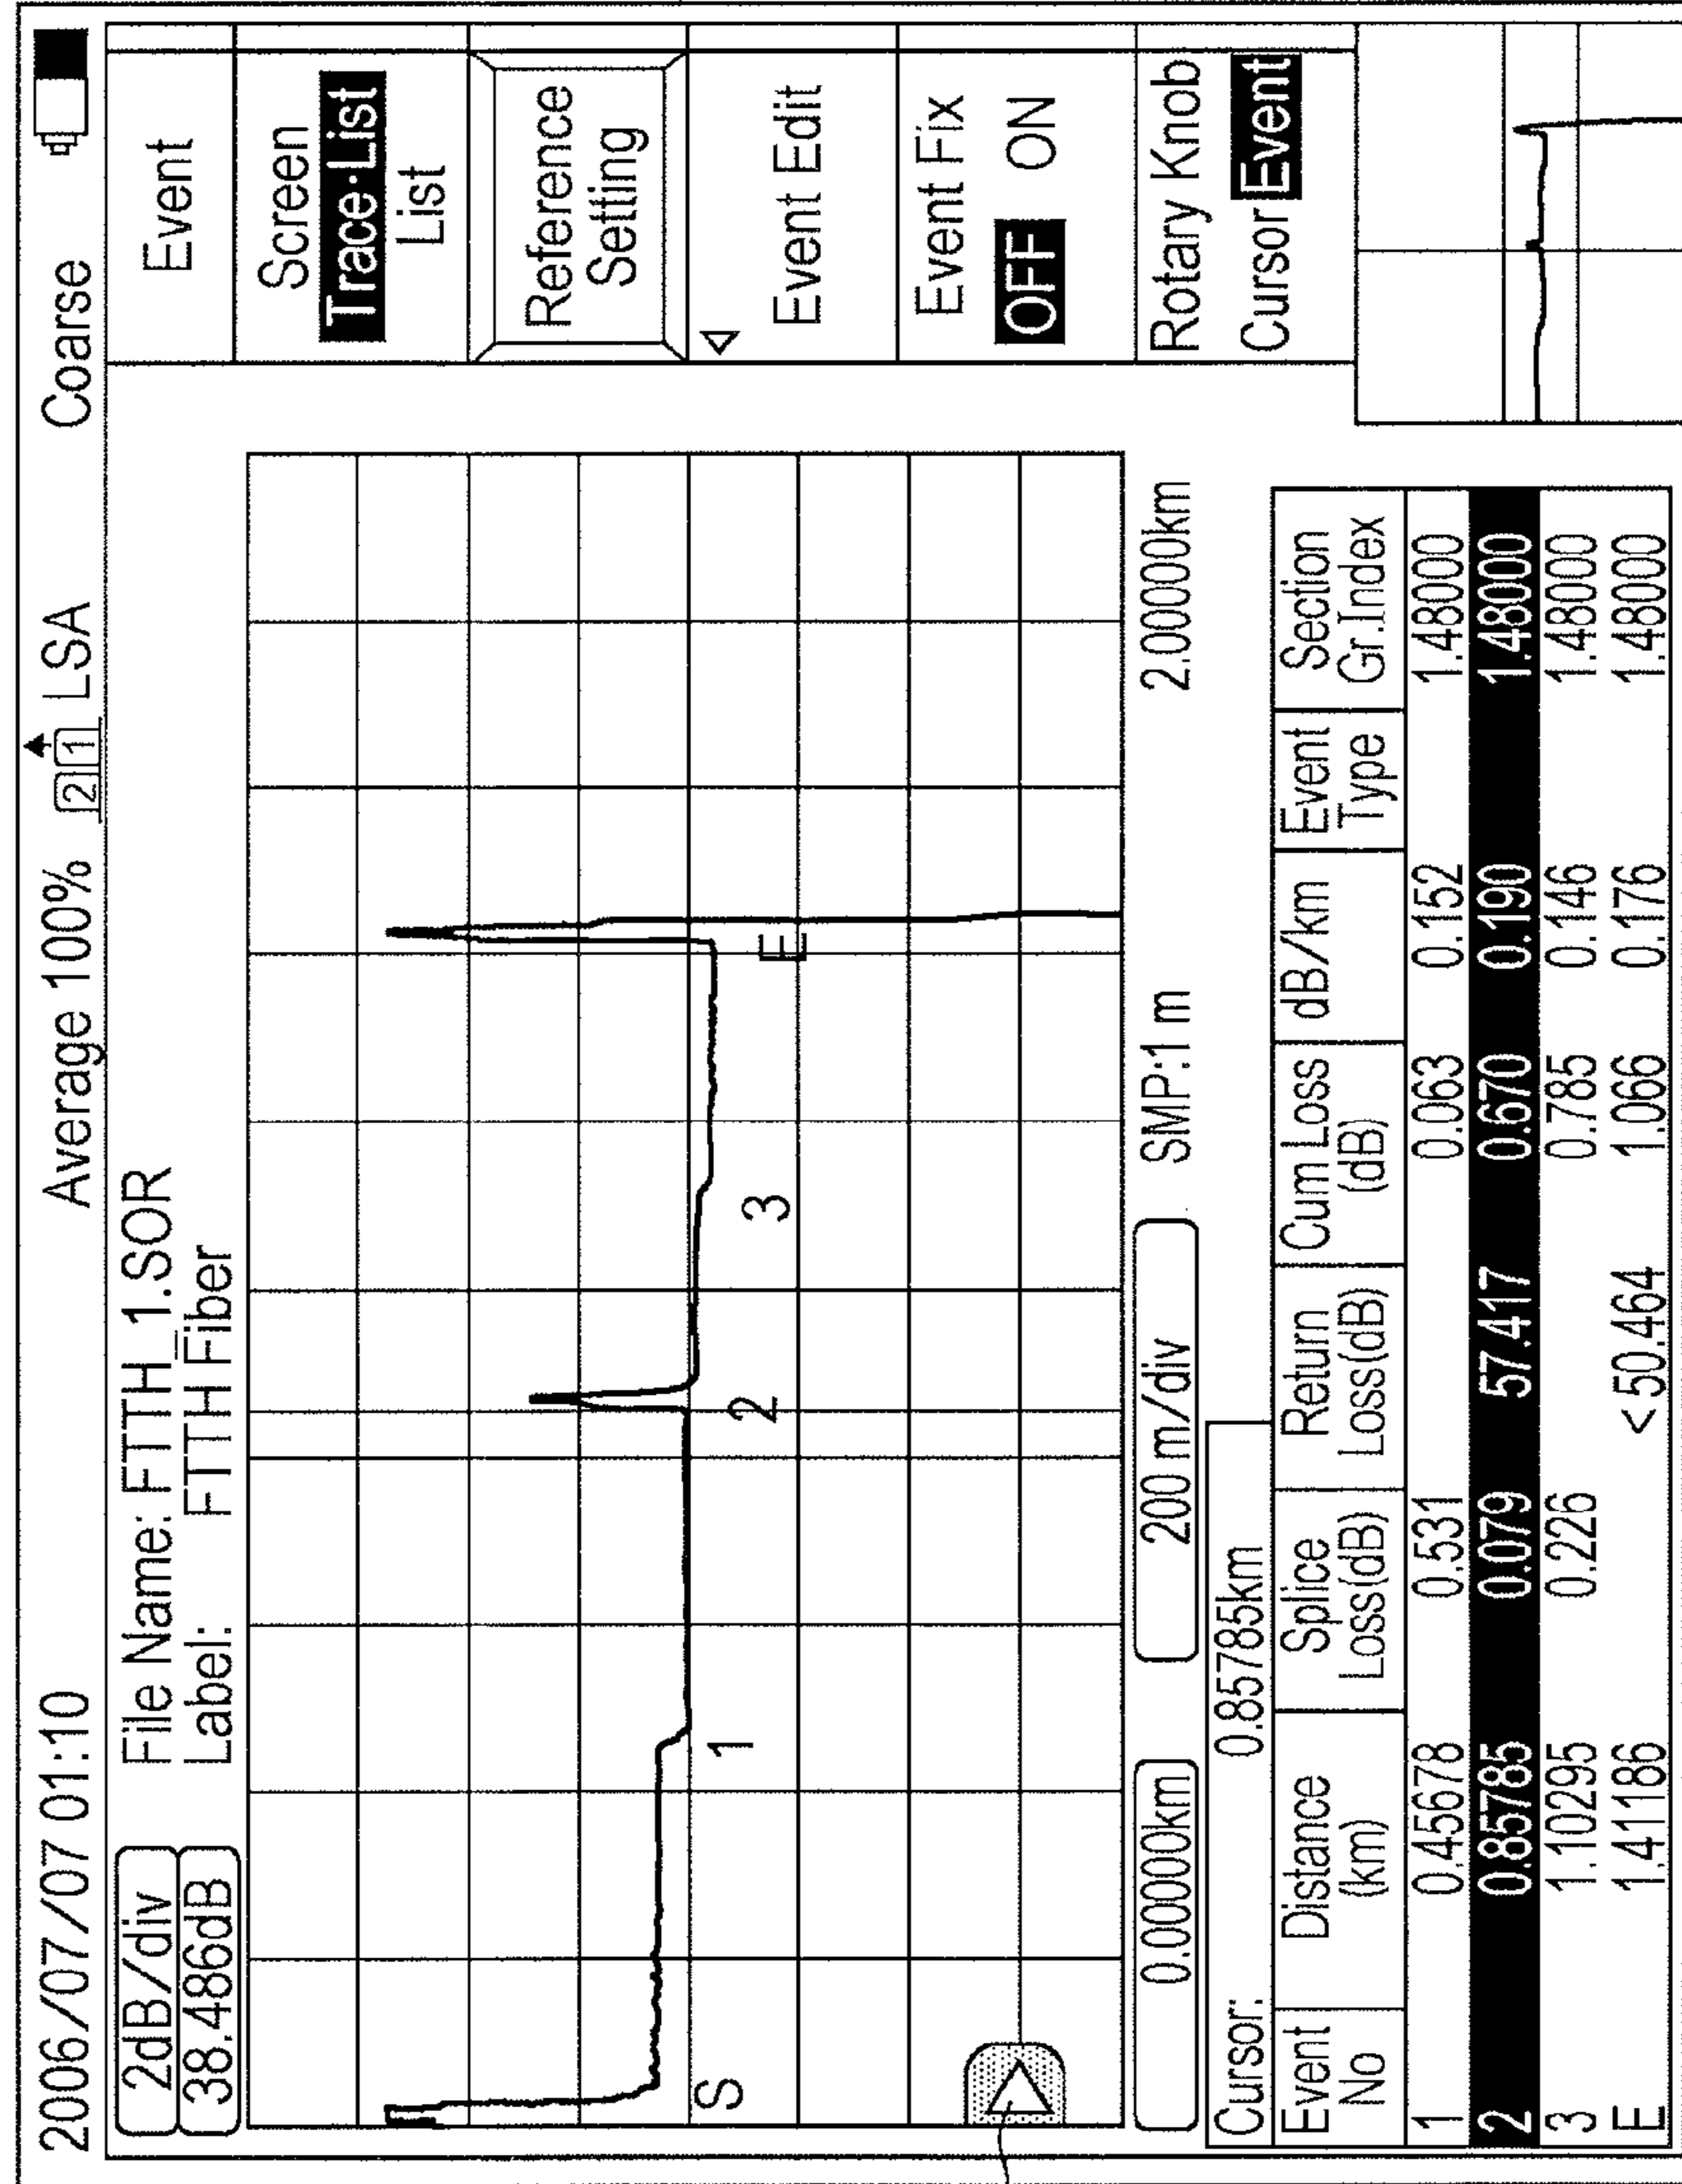 2006/07/07 01:10 Average 100% 2 1 LSA Coarse
2dB/div File Name: FTTH_1.SOR
38.486dB Label: FTTH Fiber
S 1 2 3 E
0.00000km 200 m/div SMP:1 m 2.00000km
Cursor: 0.85785km
Event No Distance (km) Splice Loss(dB) Return Loss(dB) Cum Loss (dB) dB/km Event Type Section Gr.Index
1 0.45678 0.531 0.063 0.152 1.48000
2 0.85785 0.079 57.417 0.670 0.190 1.48000
3 1.10295 0.226 0.785 0.146 1.48000
E 1.41186 <50.464 1.066 0.176 1.48000
Event
Screen
Trace·List
List
Reference
Setting
Event Edit
Event Fix
OFF ON
Rotary Knob
Cursor Event